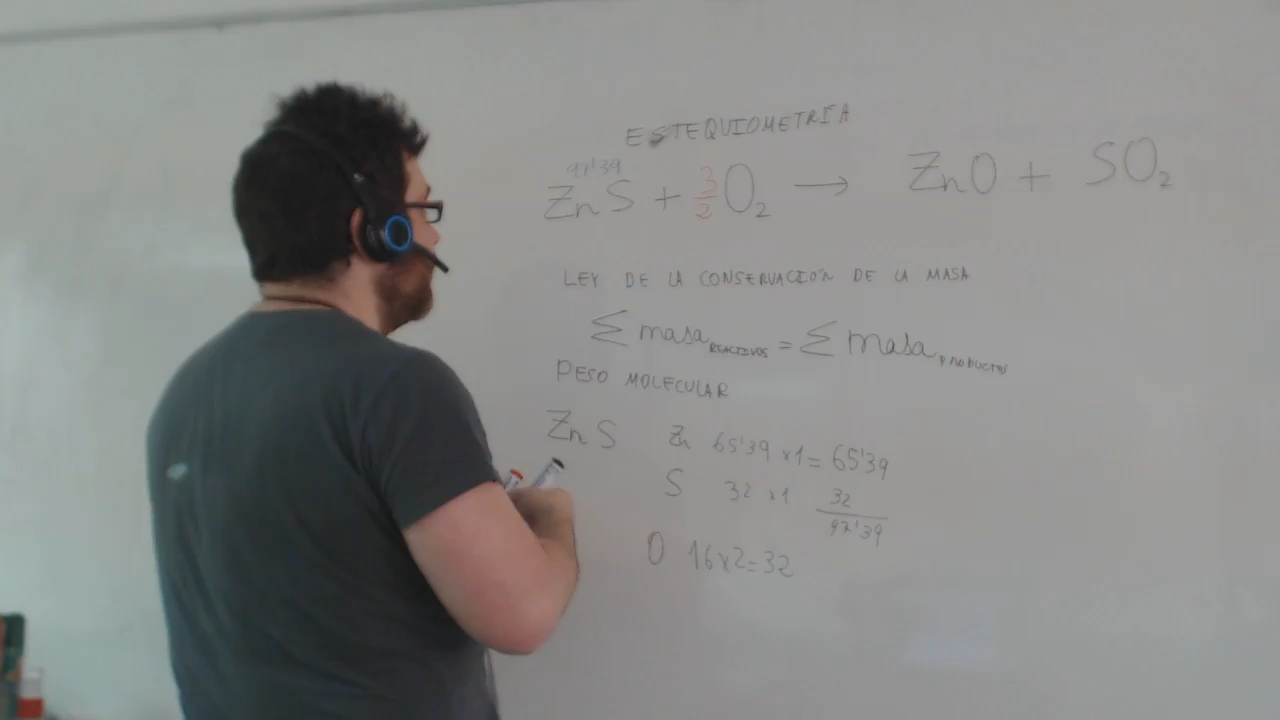 ESTEQUIOMETRÍA
97'39
ZnS + 3/2 O₂ → ZnO + SO₂
LEY DE LA CONSERVACIÓN DE LA MASA
Σ masa REACTIVOS = Σ masa PRODUCTOS
PESO MOLECULAR
ZnS Zn 65'39 x1 = 65'39
S 32 x1 32
97'39
O 16x2=32